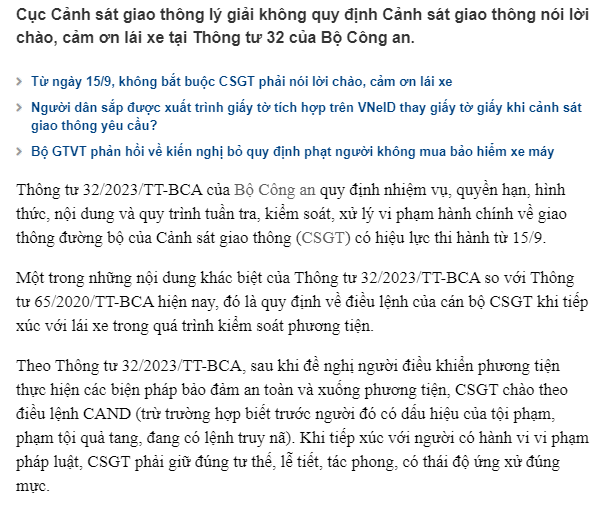 Cục Cảnh sát giao thông lý giải không quy định Cảnh sát giao thông nói lời
chào, cảm ơn lái xe tại Thông tư 32 của Bộ Công an.
Từ ngày 15/9, không bắt buộc CSGT phải nói lời chào, cảm ơn lái xe
Người dân sắp được xuất trình giấy tờ tích hợp trên VNeID thay giấy tờ giấy khi cảnh sát
giao thông yêu cầu?
Bộ GTVT phản hồi về kiến nghị bỏ quy định phạt người không mua bảo hiểm xe máy
Thông tư 32/2023/TT-BCA của Bộ Công an quy định nhiệm vụ, quyền hạn, hình
thức, nội dung và quy trình tuần tra, kiểm soát, xử lý vi phạm hành chính về giao
thông đường bộ của Cảnh sát giao thông (CSGT) có hiệu lực thi hành từ 15/9.
Một trong những nội dung khác biệt của Thông tư 32/2023/TT-BCA so với Thông
tư 65/2020/TT-BCA hiện nay, đó là quy định về điều lệnh của cán bộ CSGT khi tiếp
xúc với lái xe trong quá trình kiểm soát phương tiện.
Theo Thông tư 32/2023/TT-BCA, sau khi đề nghị người điều khiển phương tiện
thực hiện các biện pháp bảo đảm an toàn và xuống phương tiện, CSGT chào theo
điều lệnh CAND (trừ trường hợp biết trước người đó có dấu hiệu của tội phạm,
phạm tội quả tang, đang có lệnh truy nã). Khi tiếp xúc với người có hành vi vi phạm
pháp luật, CSGT phải giữ đúng tư thế, lễ tiết, tác phong, có thái độ ứng xử đúng
mực.